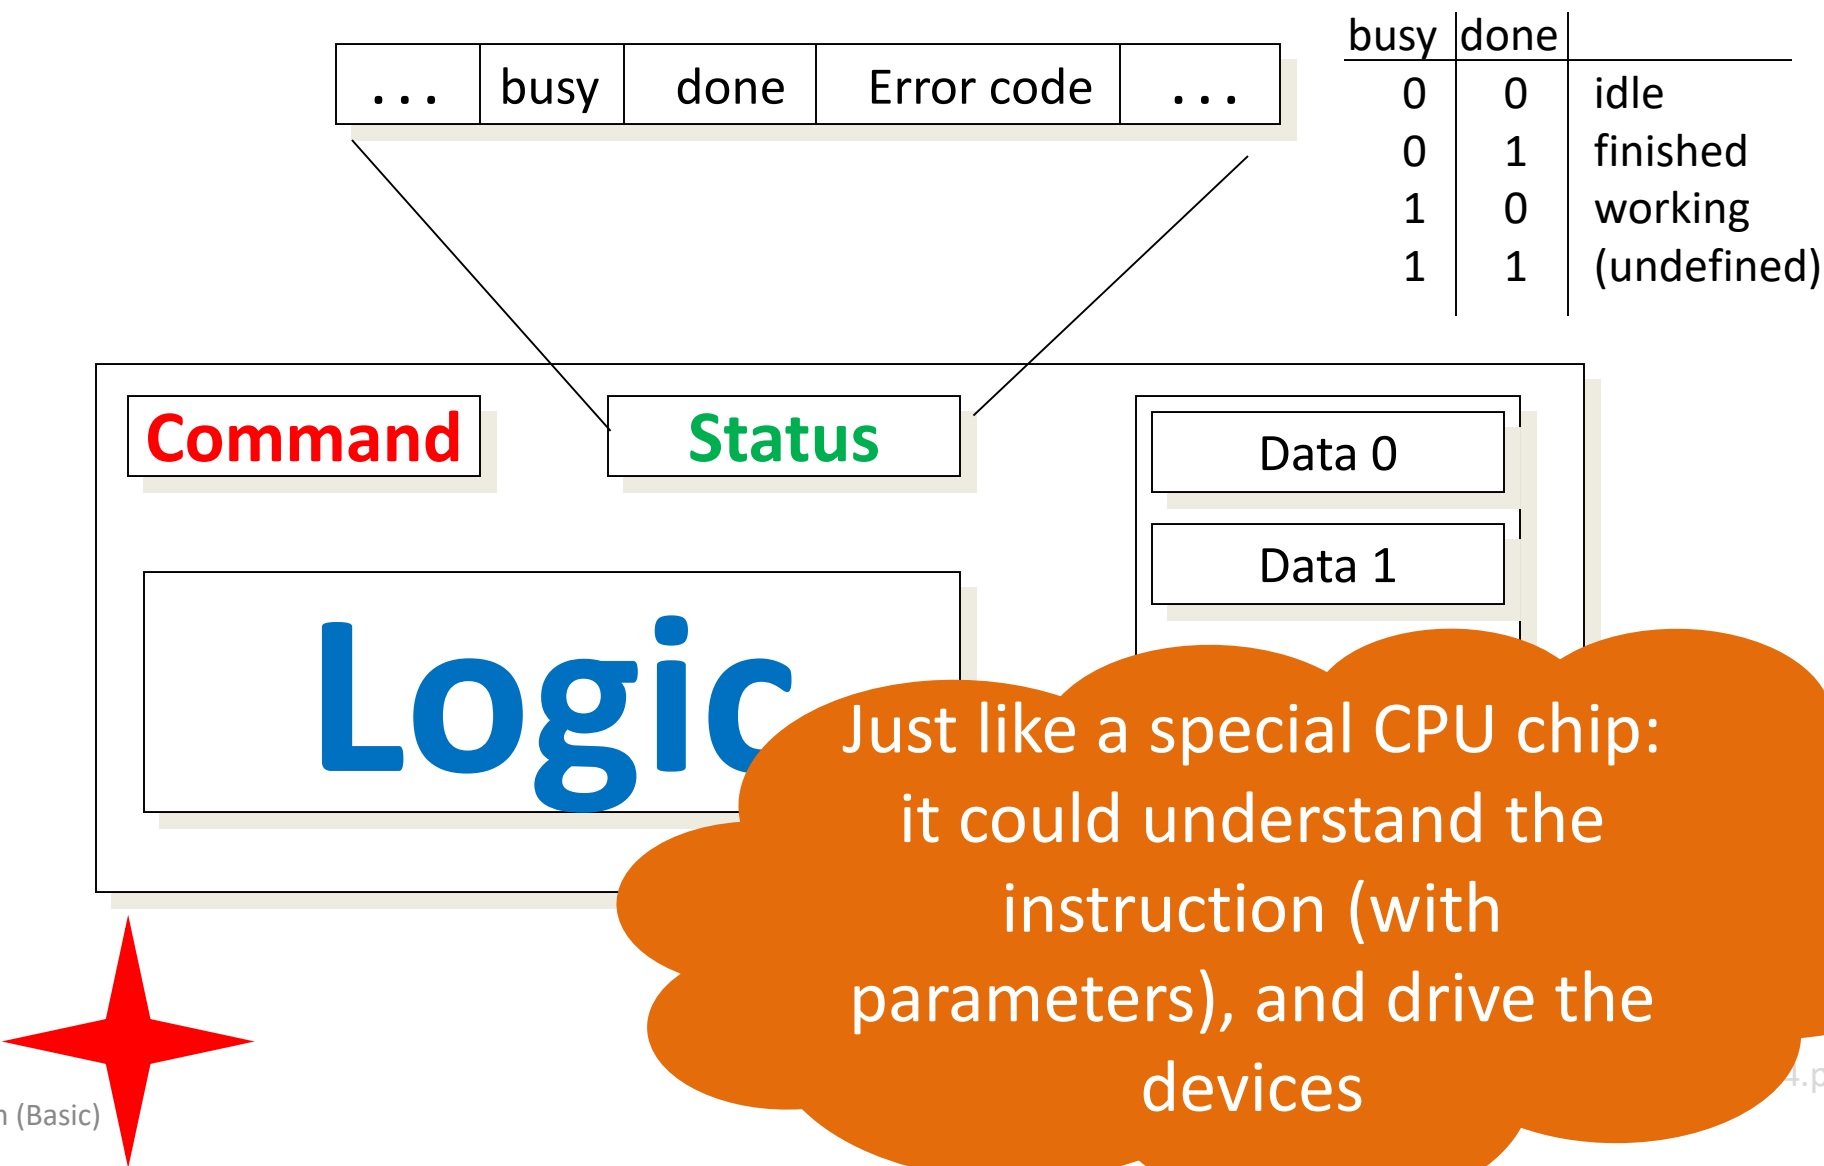 busy done
... busy done Error code ...
0 0 idle
0 1 finished
1 0 working
1 1 (undefined)
Command Status Data 0
Data 1
Logic
Just like a special CPU chip:
it could understand the
instruction (with
parameters), and drive the
devices
(Basic)